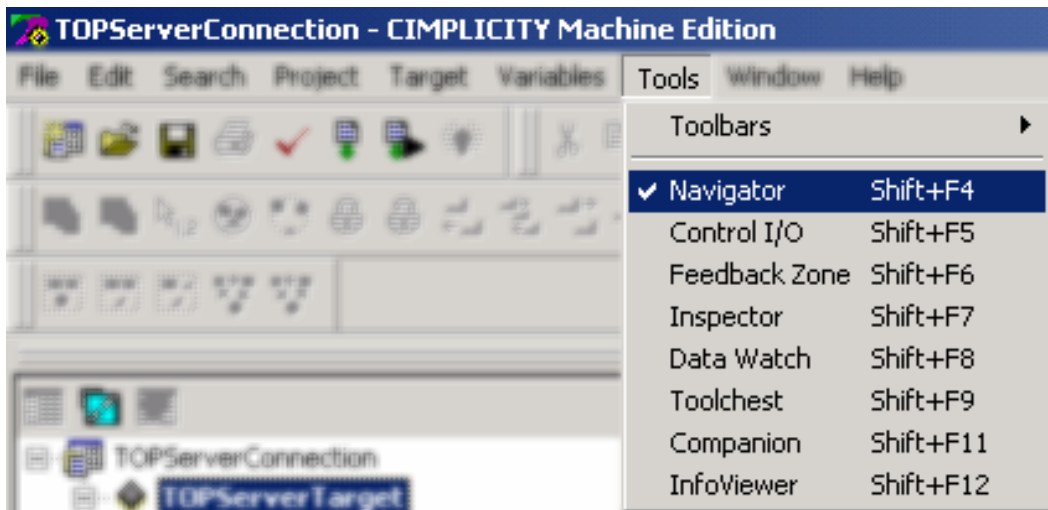 TOPServerConnection - CIMPLICITY Machine Edition
File Edit Search Project Target Variables Tools Window Help
Toolbars
Navigator Shift+F4
Control I/O Shift+F5
Feedback Zone Shift+F6
Inspector Shift+F7
Data Watch Shift+F8
Toolchest Shift+F9
Companion Shift+F11
InfoViewer Shift+F12
TOPServerConnection
TOPServerTarget